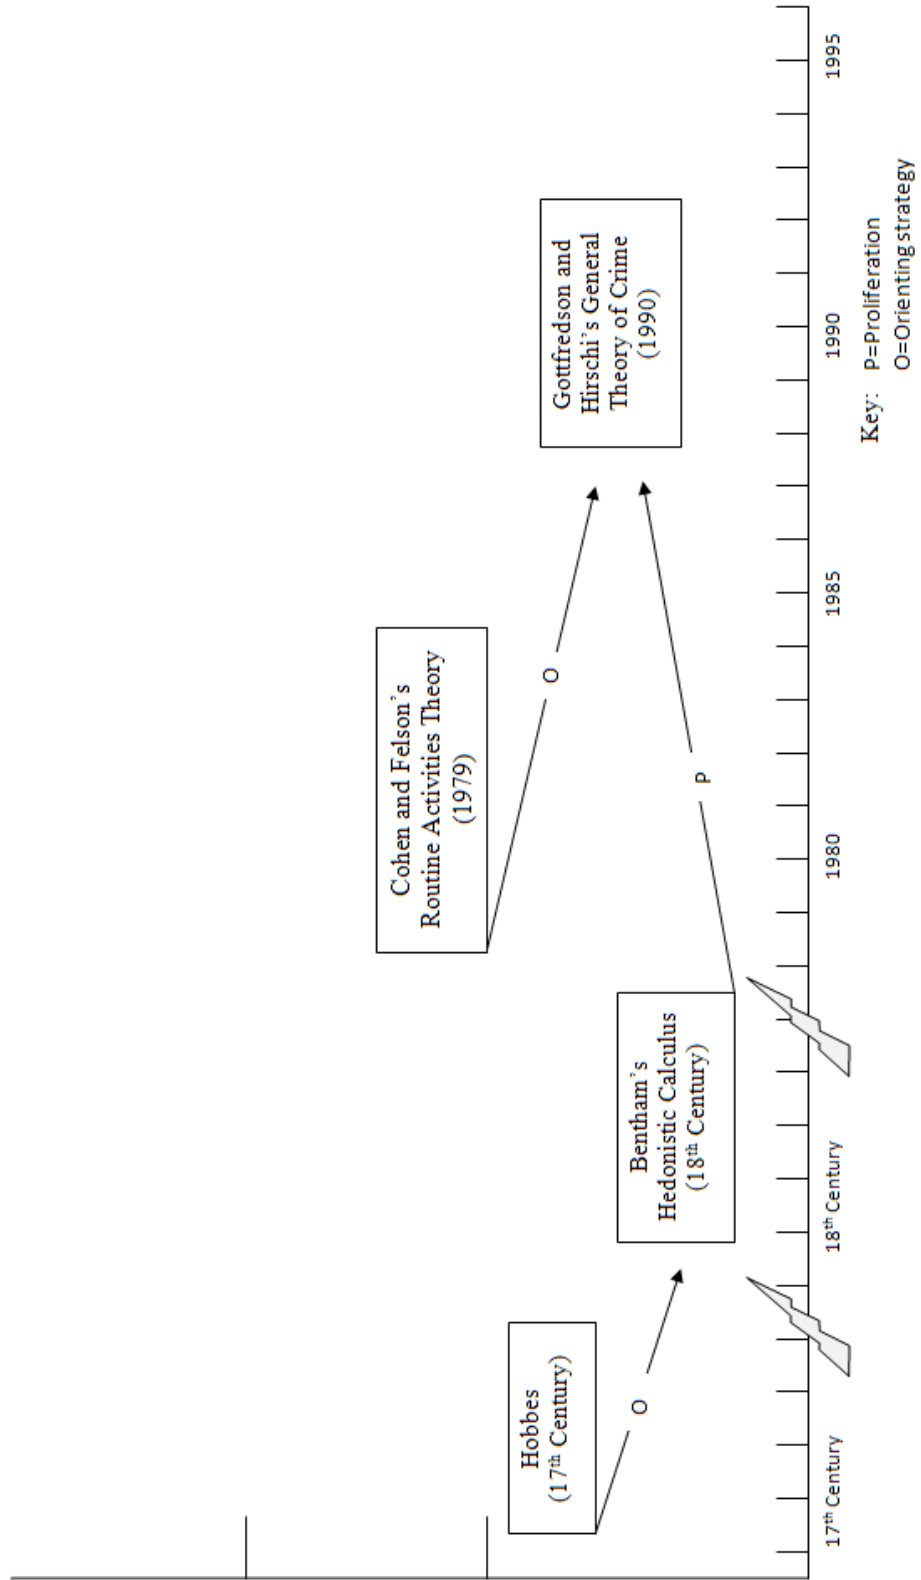 Hobbes
(17th Century)
O
Bentham's
Hedonistic Calculus
(18th Century)
Cohen and Felson's
Routine Activities Theory
(1979)
O
P
Gottfredson and
Hirschi's General
Theory of Crime
(1990)
17th Century
18th Century
1980
1985
1990
1995
Key: P=Proliferation
O=Orienting strategy